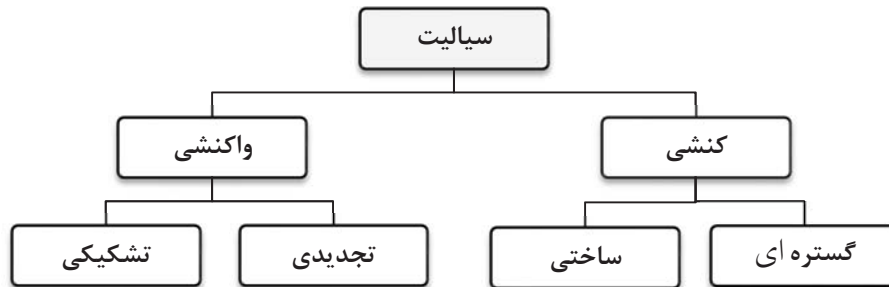 سیالیت
کنشی
واکنشی
گستره ای
ساختی
تجدیدی
تشکیکی